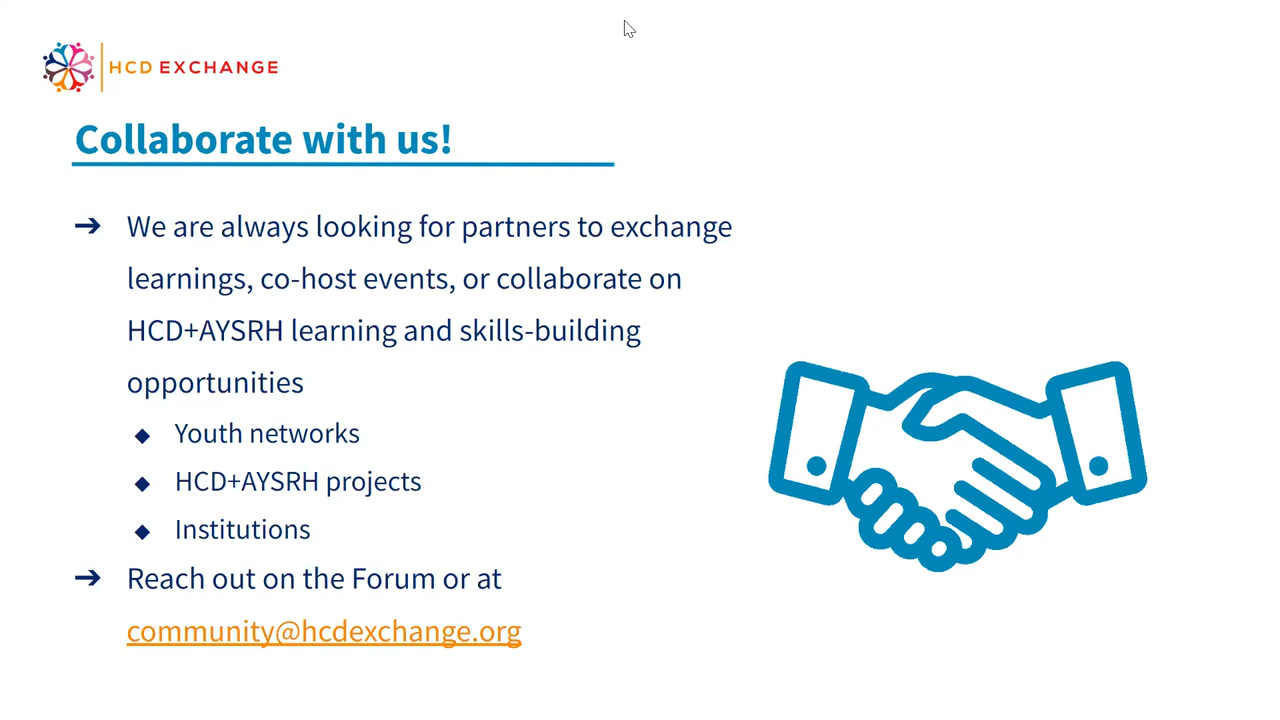 HCD EXCHANGE
Collaborate with us!
➔ We are always looking for partners to exchange
learnings, co-host events, or collaborate on
HCD+AYSRH learning and skills-building
opportunities
◆ Youth networks
◆ HCD+AYSRH projects
◆ Institutions
➔ Reach out on the Forum or at
community@hcdexchange.org